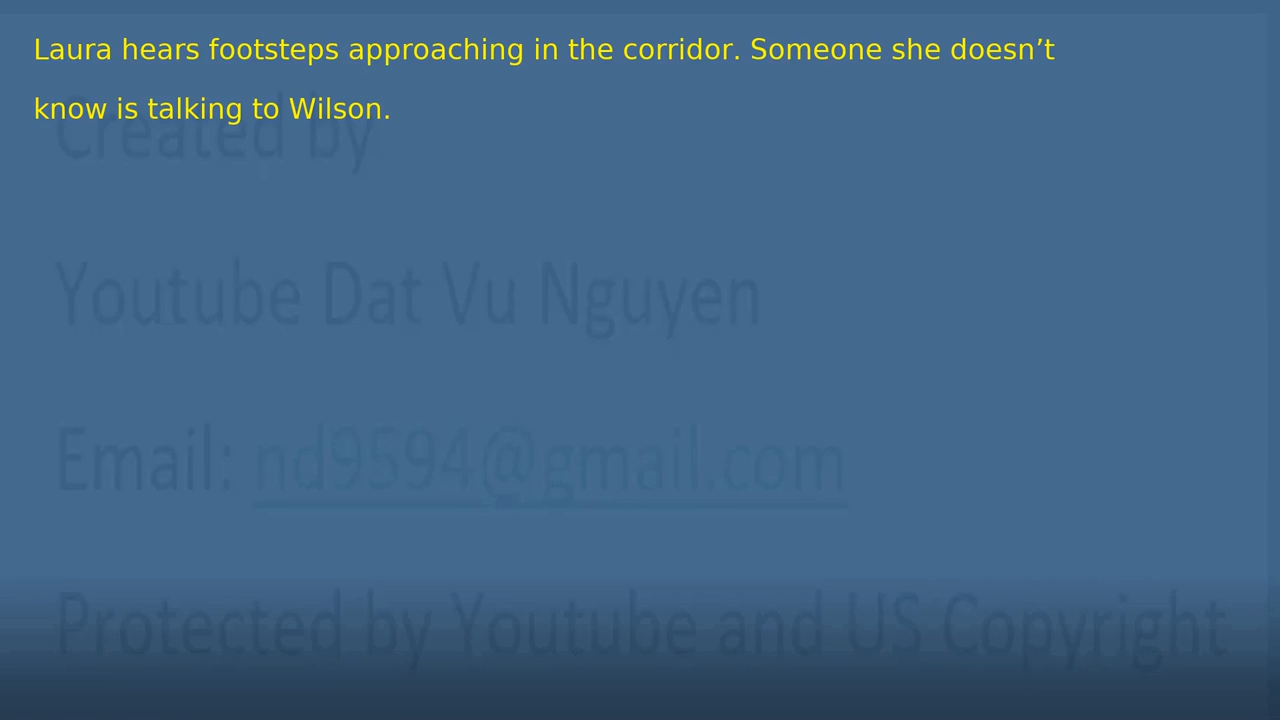 Laura hears footsteps approaching in the corridor. Someone she doesn’t
know is talking to Wilson.
Created by
Youtube Dat Vu Nguyen
Email: nd9594@gmail.com
Protected by Youtube and US Copyright